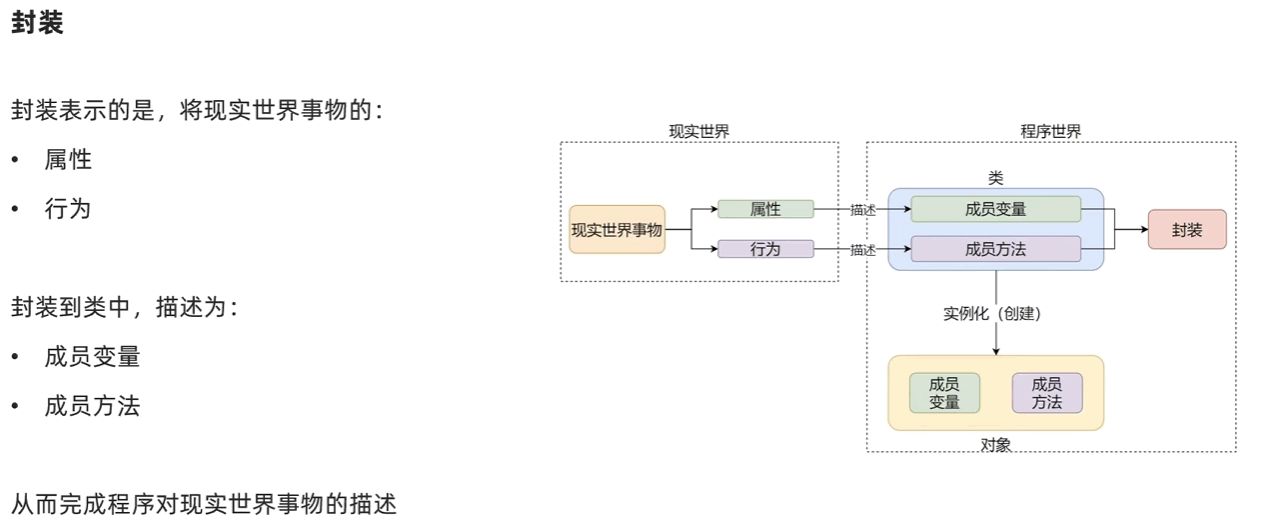 封装
封装表示的是，将现实世界事物的：
• 属性
• 行为
封装到类中，描述为：
• 成员变量
• 成员方法
从而完成程序对现实世界事物的描述
现实世界
现实世界事物
属性
行为
描述
描述
程序世界
类
成员变量
成员方法
封装
实例化（创建）
成员
变量
成员
方法
对象